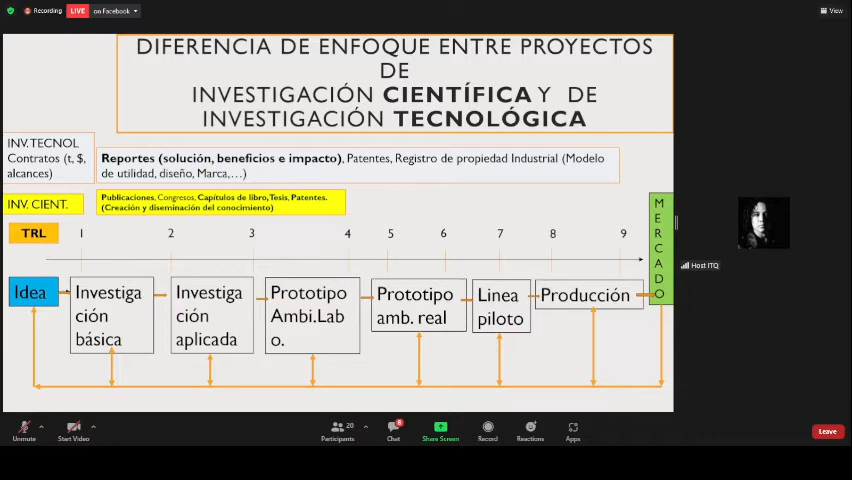 Recording
LIVE
on Facebook
View
DIFERENCIA DE ENFOQUE ENTRE PROYECTOS
DE
INVESTIGACIÓN CIENTÍFICA Y DE
INVESTIGACIÓN TECNOLÓGICA
INV. TECNOL
Contratos (t, $,
alcances)
Reportes (solución, beneficios e impacto), Patentes, Registro de propiedad Industrial (Modelo
de utilidad, diseño, Marca,…)
INV. CIENT.
Publicaciones, Congresos, Capítulos de libro, Tesis, Patentes.
(Creación y diseminación del conocimiento)
TRL
1 2 3 4 5 6 7 8 9
MERCADO
Idea
Investiga
ción
básica
Investiga
ción
aplicada
Prototipo
Ambi.Lab
o.
Prototipo
amb. real
Linea
piloto
Producción
Host ITQ
Unmute
Start Video
20
Participants
8
Chat
Share Screen
Record
Reactions
Apps
Leave